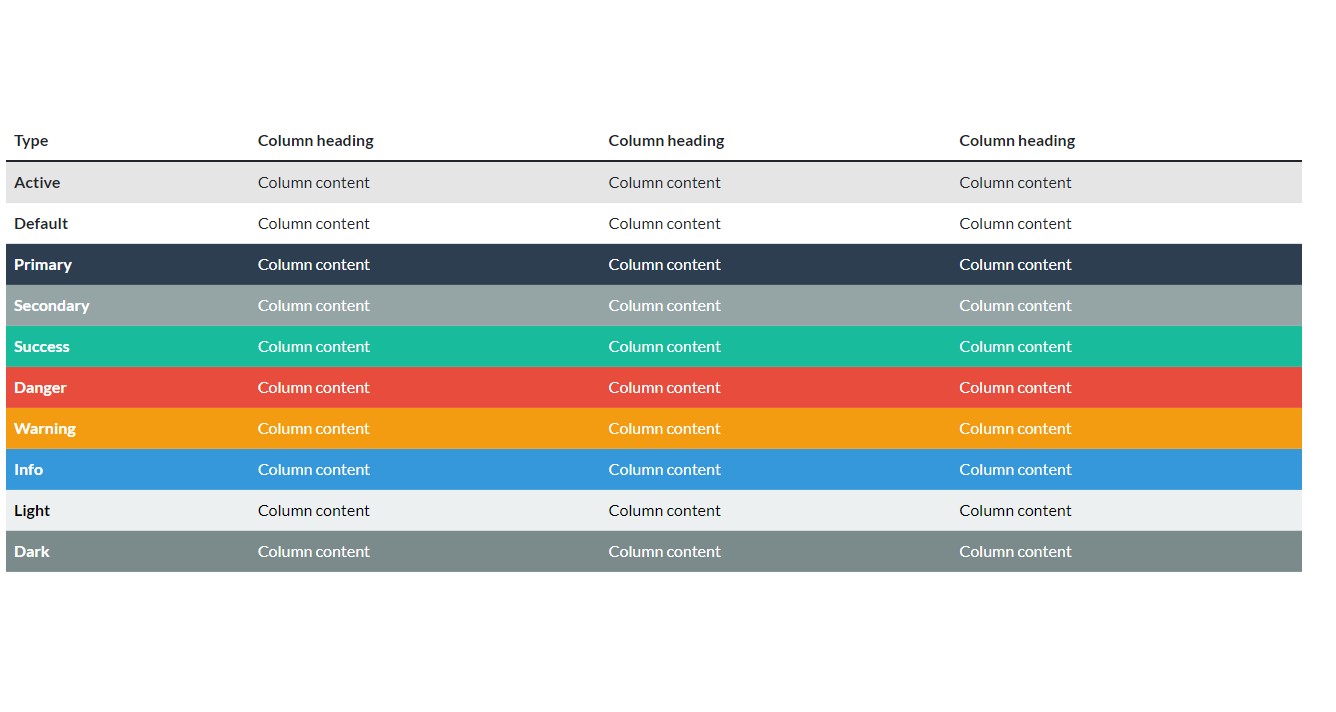 Type Column heading Column heading Column heading
Active Column content Column content Column content
Default Column content Column content Column content
Primary Column content Column content Column content
Secondary Column content Column content Column content
Success Column content Column content Column content
Danger Column content Column content Column content
Warning Column content Column content Column content
Info Column content Column content Column content
Light Column content Column content Column content
Dark Column content Column content Column content